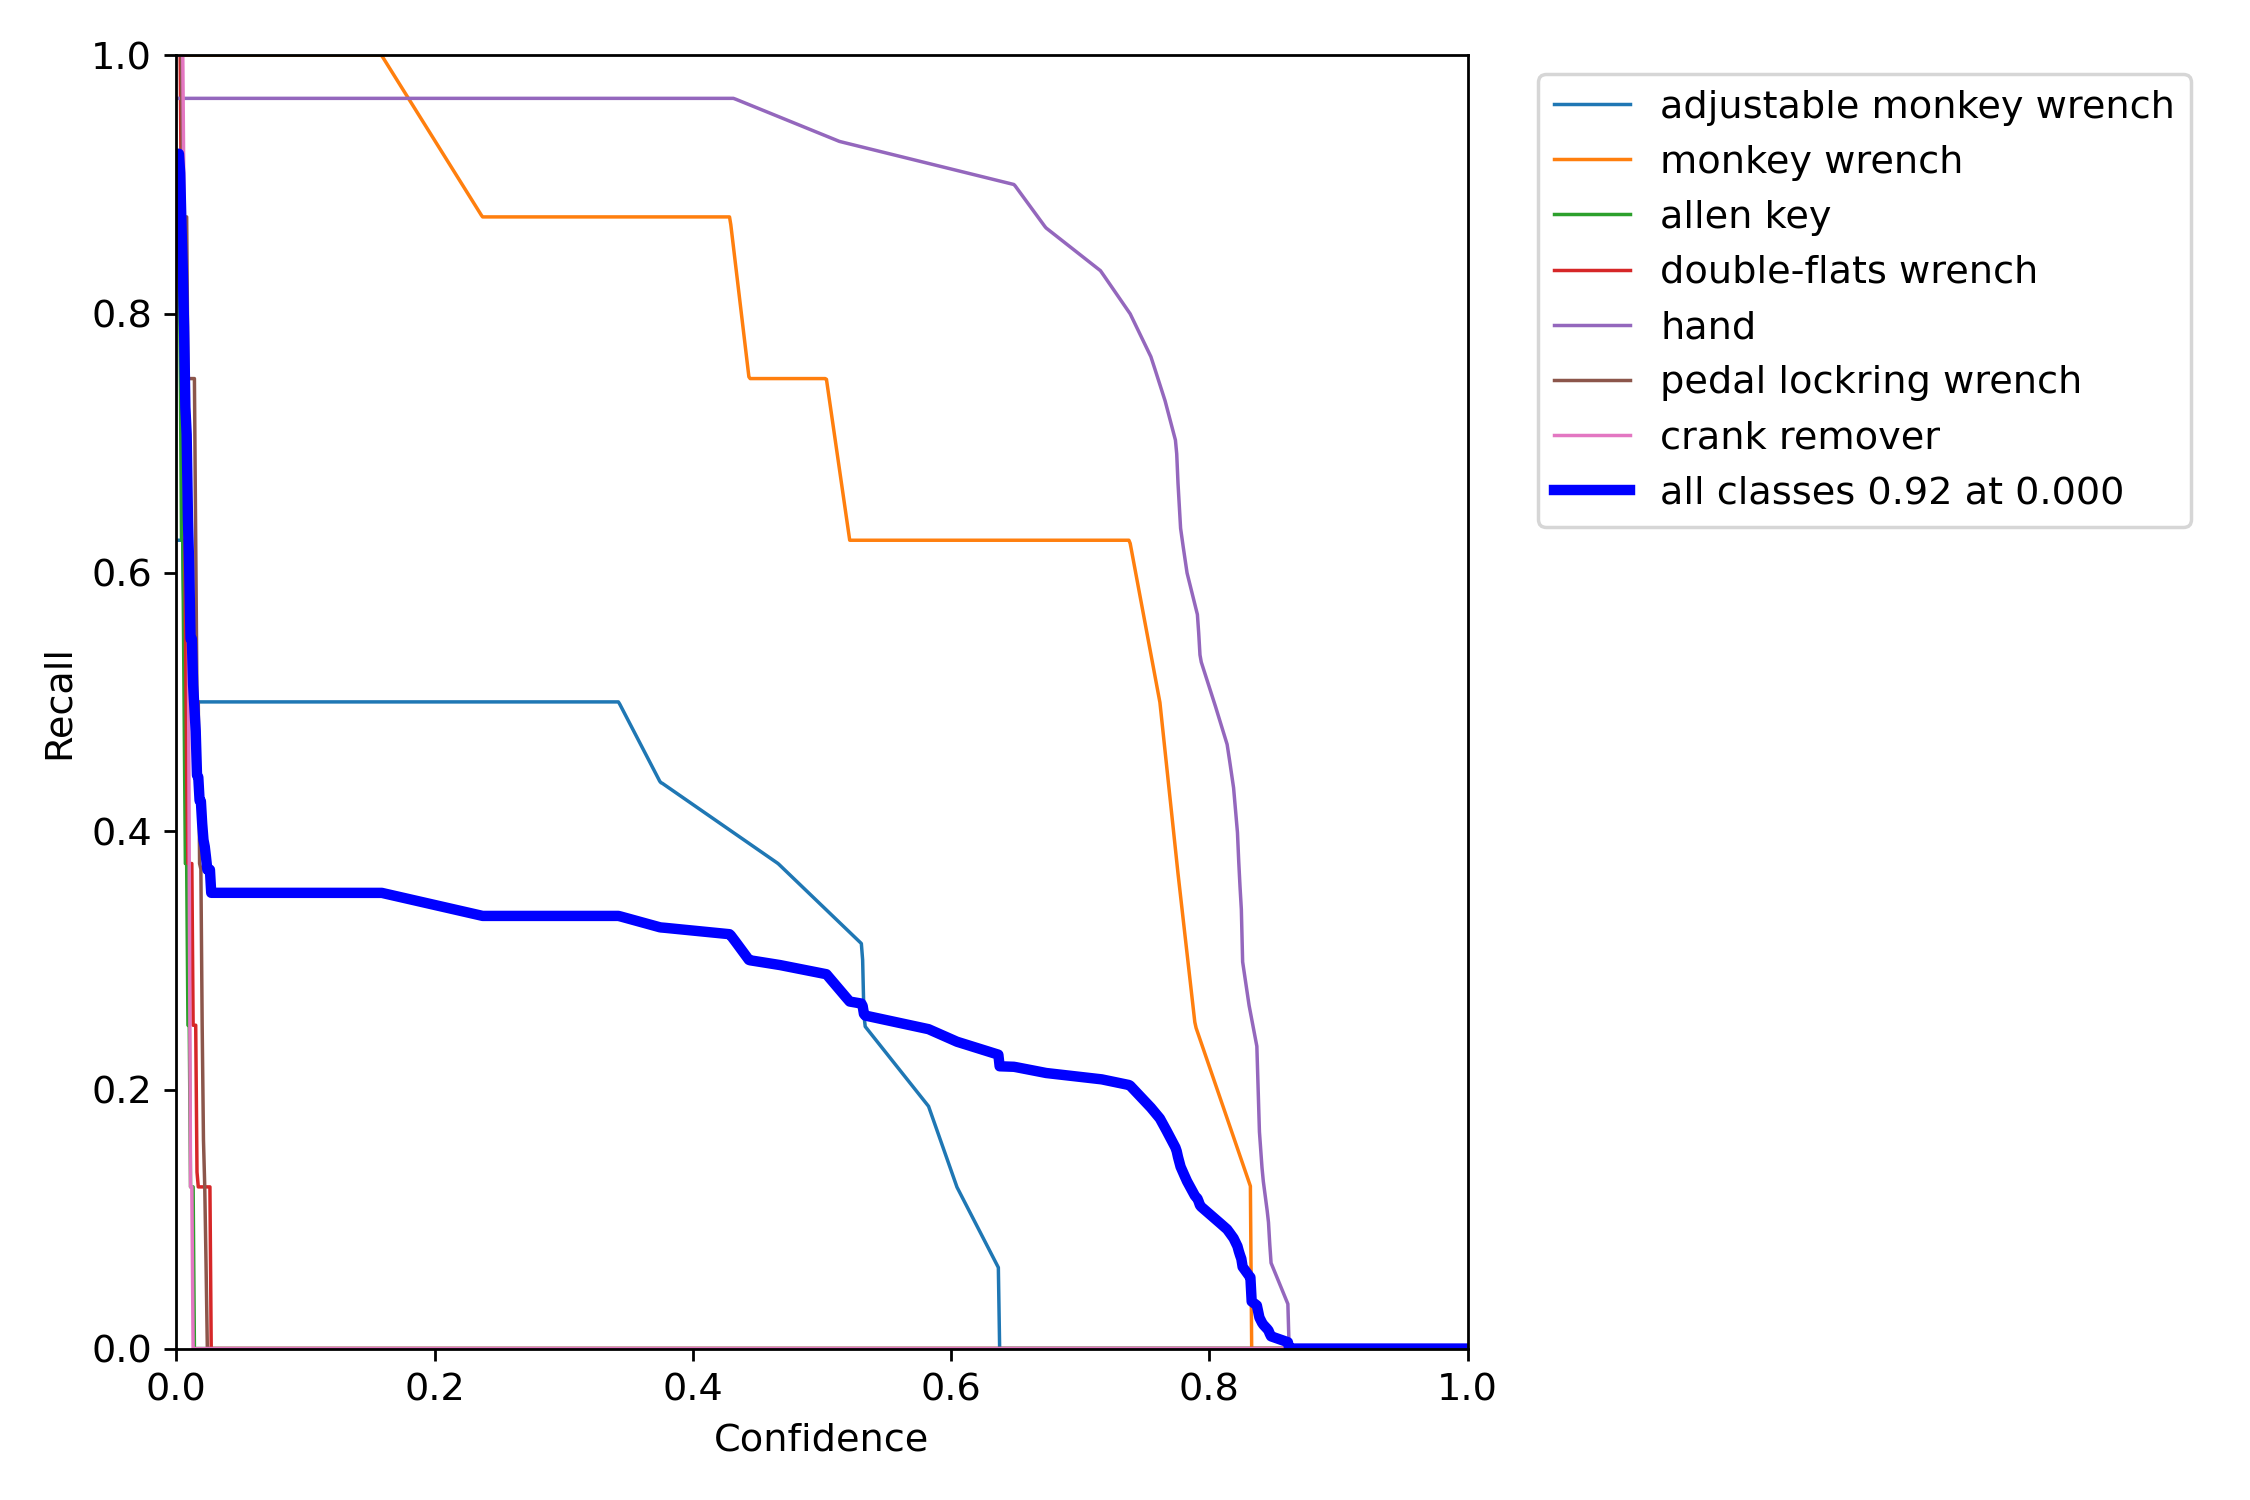 1.0
0.8
0.6
0.4
0.2
0.0
Recall
0.0 0.2 0.4 0.6 0.8 1.0
Confidence
adjustable monkey wrench
monkey wrench
allen key
double-flats wrench
hand
pedal lockring wrench
crank remover
all classes 0.92 at 0.000